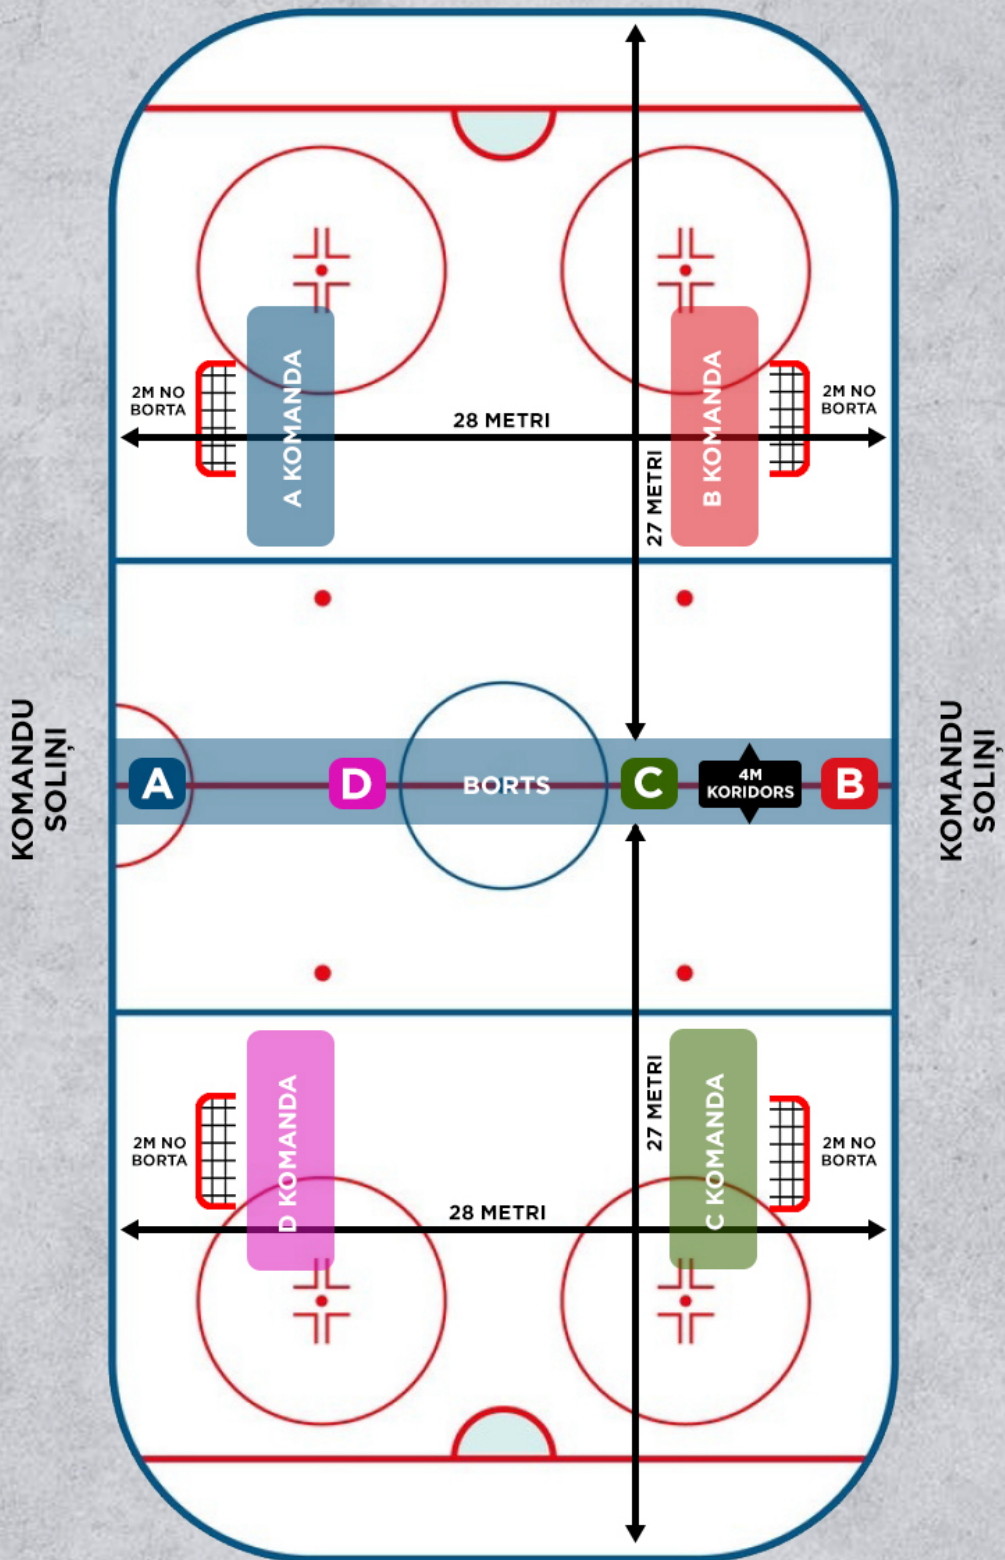 2M NO
BORTA
A KOMANDA
28 METRI
27 METRI
B KOMANDA
2M NO
BORTA
KOMANDU
SOLIŅI
A
D
BORTS
C
4M
KORIDORS
B
KOMANDU
SOLIŅI
2M NO
BORTA
D KOMANDA
28 METRI
27 METRI
C KOMANDA
2M NO
BORTA